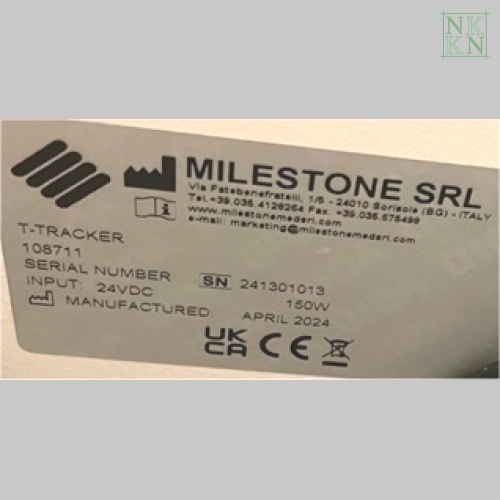 NK
KN
MILESTONE SRL
Via Fatebenefratelli, 1/5 - 24010 Sorisole (BG) - ITALY
Tel.+39.035.4128264 Fax. +39.035.575498
www.milestonemedsrl.com
e-mail: marketing@milestonemedsrl.com
T-TRACKER
108711
SERIAL NUMBER SN 241301013
INPUT: 24VDC 150W
MANUFACTURED: APRIL 2024
UK
CA CE